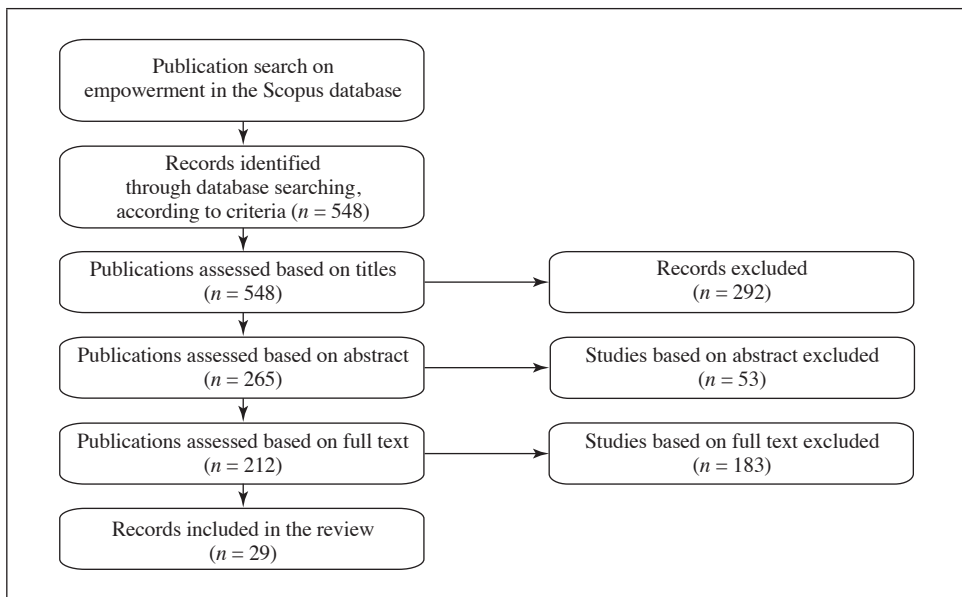 Publication search on
empowerment in the Scopus database
Records identified
through database searching,
according to criteria (n = 548)
Publications assessed based on titles
(n = 548)
Records excluded
(n = 292)
Publications assessed based on abstract
(n = 265)
Studies based on abstract excluded
(n = 53)
Publications assessed based on full text
(n = 212)
Studies based on full text excluded
(n = 183)
Records included in the review
(n = 29)